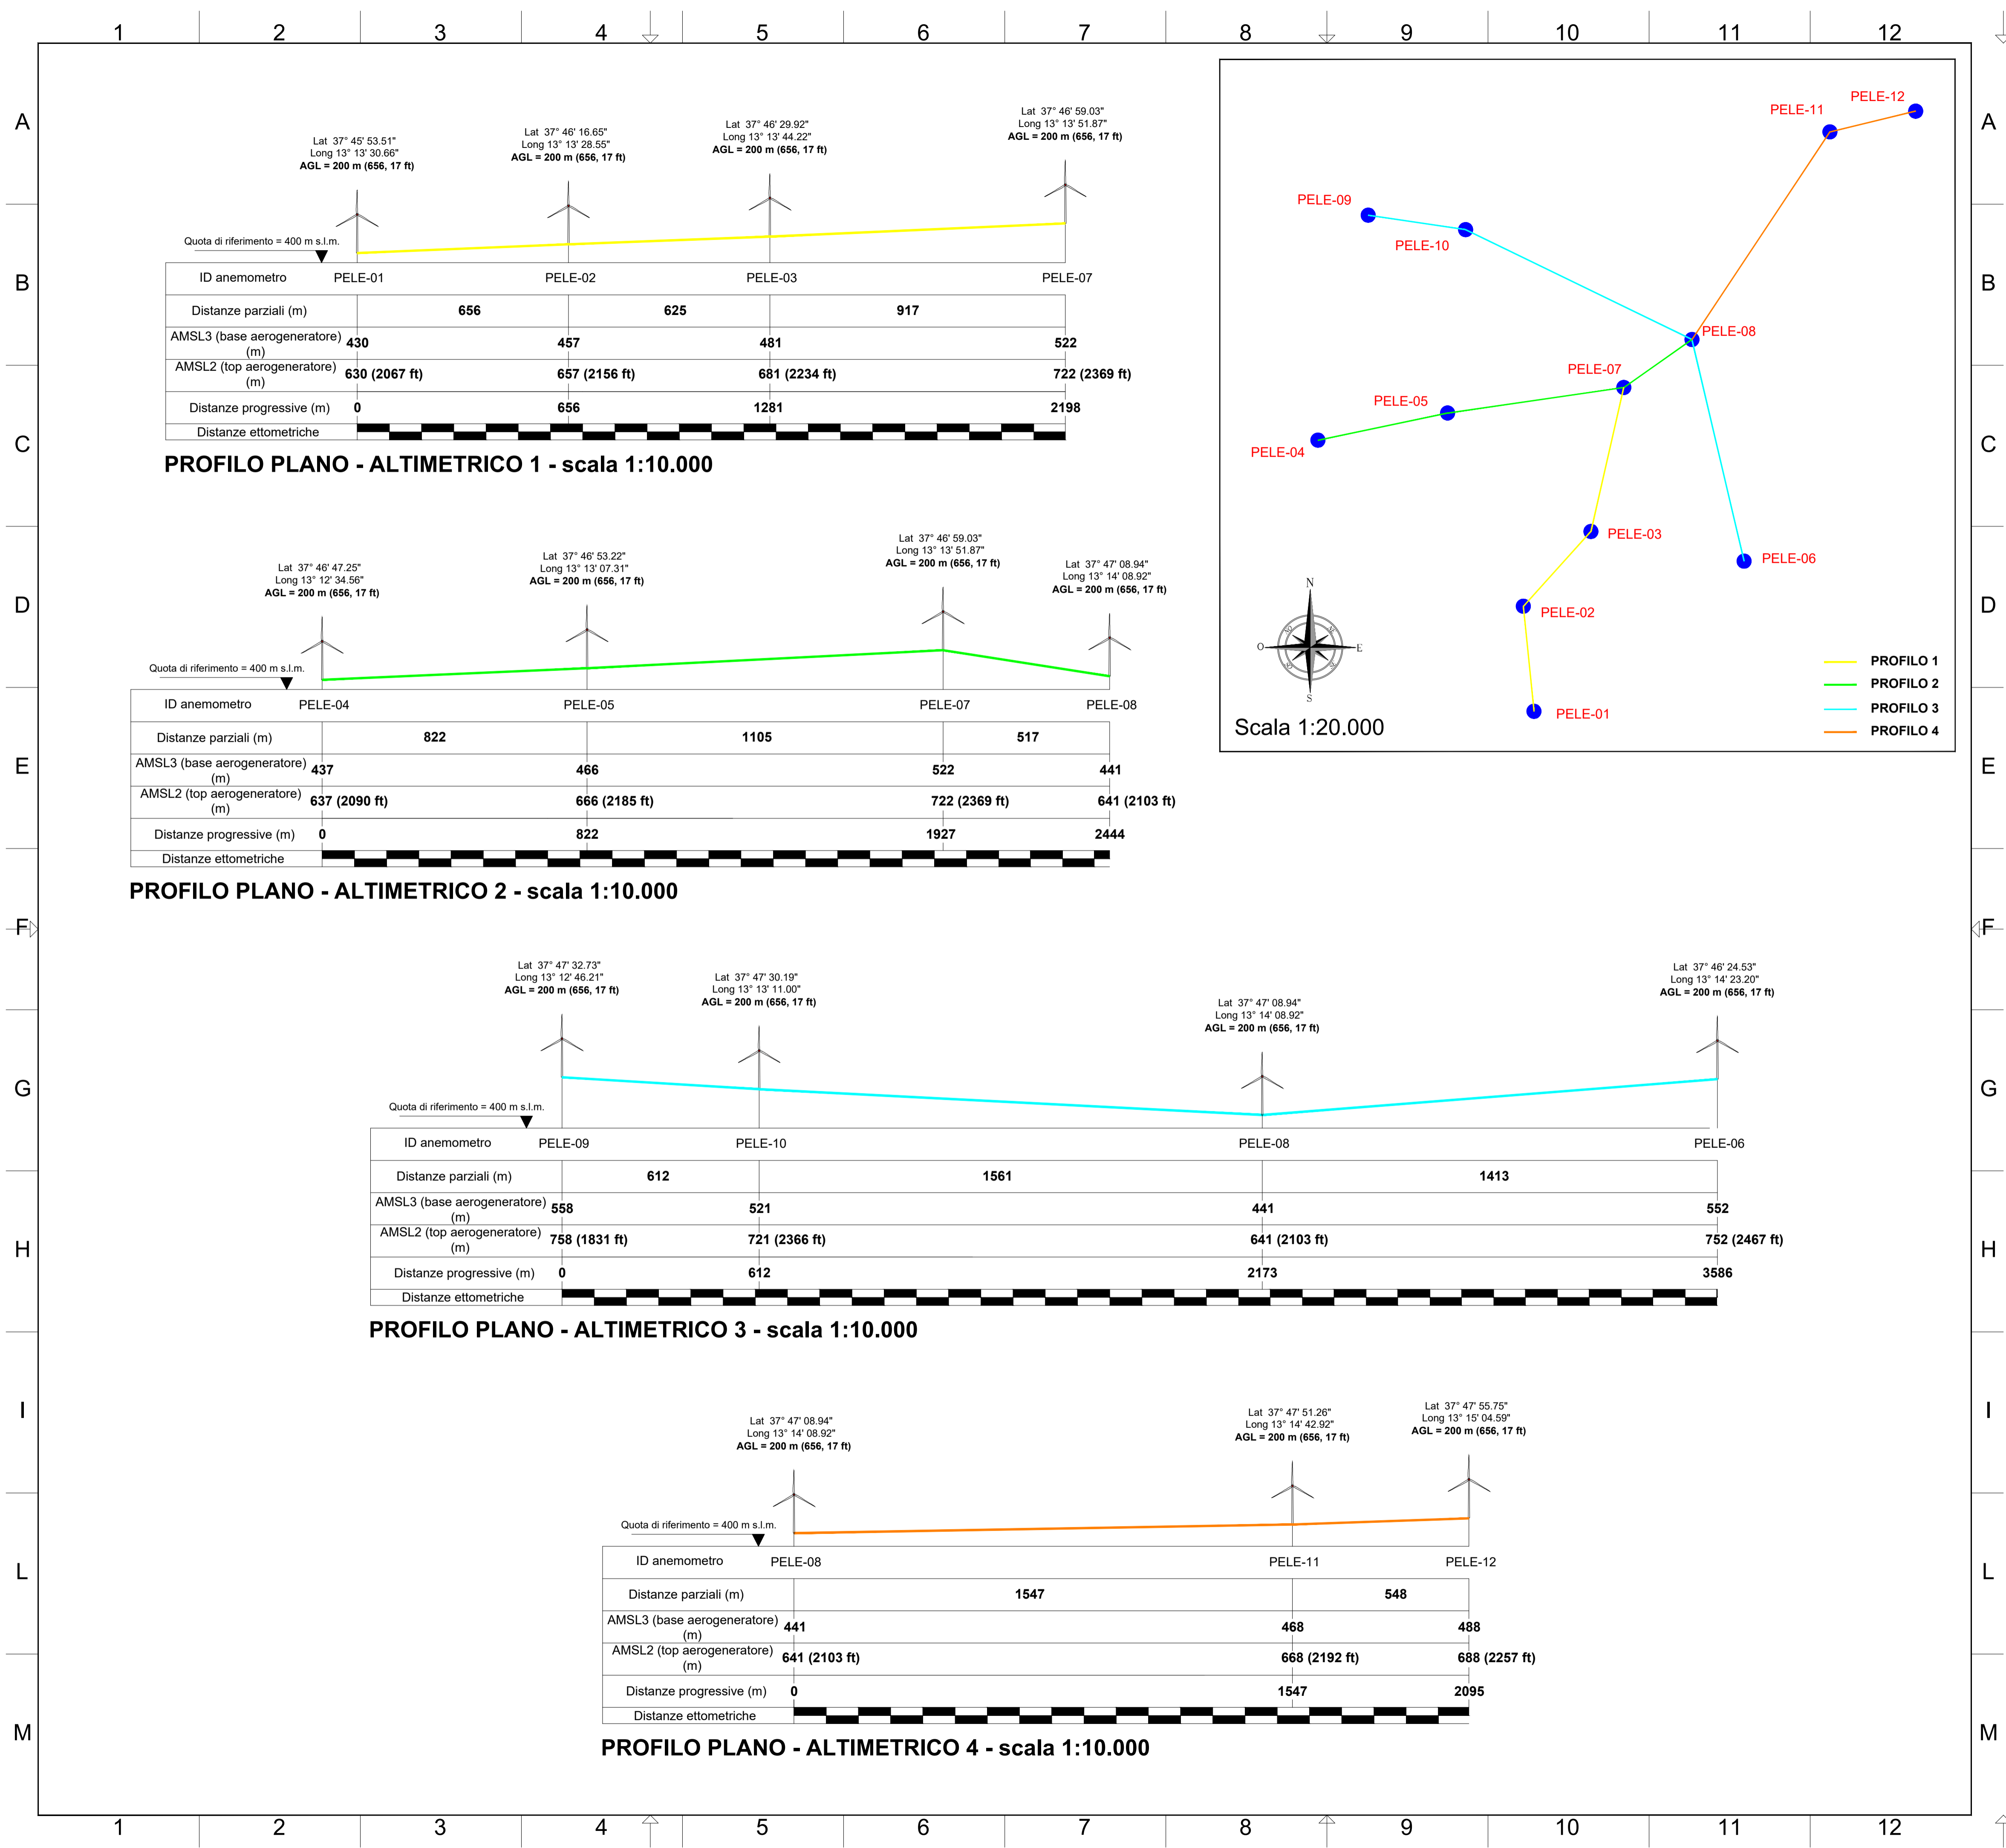 1 2 3 4 5 6 7 8 9 10 11 12
A
B
C
D
E
F
G
H
I
L
M
Lat 37° 45' 53.51"
Long 13° 13' 30.66"
AGL = 200 m (656, 17 ft)
Lat 37° 46' 16.65"
Long 13° 13' 28.55"
AGL = 200 m (656, 17 ft)
Lat 37° 46' 29.92"
Long 13° 13' 44.22"
AGL = 200 m (656, 17 ft)
Lat 37° 46' 59.03"
Long 13° 13' 51.87"
AGL = 200 m (656, 17 ft)
Quota di riferimento = 400 m s.l.m.
ID anemometro PELE-01 PELE-02 PELE-03 PELE-07
Distanze parziali (m) 656 625 917
AMSL3 (base aerogeneratore)
(m)
430 457 481 522
AMSL2 (top aerogeneratore)
(m)
630 (2067 ft) 657 (2156 ft) 681 (2234 ft) 722 (2369 ft)
Distanze progressive (m) 0 656 1281 2198
Distanze ettometriche
PROFILO PLANO - ALTIMETRICO 1 - scala 1:10.000
PELE-11
PELE-12
PELE-09
PELE-10
PELE-08
PELE-07
PELE-05
PELE-04
PELE-03
PELE-06
PELE-02
PELE-01
N
O
E
S
PROFILO 1
PROFILO 2
PROFILO 3
PROFILO 4
Scala 1:20.000
Lat 37° 46' 47.25"
Long 13° 12' 34.56"
AGL = 200 m (656, 17 ft)
Lat 37° 46' 53.22"
Long 13° 13' 07.31"
AGL = 200 m (656, 17 ft)
Lat 37° 46' 59.03"
Long 13° 13' 51.87"
AGL = 200 m (656, 17 ft)
Lat 37° 47' 08.94"
Long 13° 14' 08.92"
AGL = 200 m (656, 17 ft)
Quota di riferimento = 400 m s.l.m.
ID anemometro PELE-04 PELE-05 PELE-07 PELE-08
Distanze parziali (m) 822 1105 517
AMSL3 (base aerogeneratore)
(m)
437 466 522 441
AMSL2 (top aerogeneratore)
(m)
637 (2090 ft) 666 (2185 ft) 722 (2369 ft) 641 (2103 ft)
Distanze progressive (m) 0 822 1927 2444
Distanze ettometriche
PROFILO PLANO - ALTIMETRICO 2 - scala 1:10.000
Lat 37° 47' 32.73"
Long 13° 12' 46.21"
AGL = 200 m (656, 17 ft)
Lat 37° 47' 30.19"
Long 13° 13' 11.00"
AGL = 200 m (656, 17 ft)
Lat 37° 47' 08.94"
Long 13° 14' 08.92"
AGL = 200 m (656, 17 ft)
Lat 37° 46' 24.53"
Long 13° 14' 23.20"
AGL = 200 m (656, 17 ft)
Quota di riferimento = 400 m s.l.m.
ID anemometro PELE-09 PELE-10 PELE-08 PELE-06
Distanze parziali (m) 612 1561 1413
AMSL3 (base aerogeneratore)
(m)
558 521 441 552
AMSL2 (top aerogeneratore)
(m)
758 (1831 ft) 721 (2366 ft) 641 (2103 ft) 752 (2467 ft)
Distanze progressive (m) 0 612 2173 3586
Distanze ettometriche
PROFILO PLANO - ALTIMETRICO 3 - scala 1:10.000
Lat 37° 47' 08.94"
Long 13° 14' 08.92"
AGL = 200 m (656, 17 ft)
Lat 37° 47' 51.26"
Long 13° 14' 42.92"
AGL = 200 m (656, 17 ft)
Lat 37° 47' 55.75"
Long 13° 15' 04.59"
AGL = 200 m (656, 17 ft)
Quota di riferimento = 400 m s.l.m.
ID anemometro PELE-08 PELE-11 PELE-12
Distanze parziali (m) 1547 548
AMSL3 (base aerogeneratore)
(m)
441 468 488
AMSL2 (top aerogeneratore)
(m)
641 (2103 ft) 668 (2192 ft) 688 (2257 ft)
Distanze progressive (m) 0 1547 2095
Distanze ettometriche
PROFILO PLANO - ALTIMETRICO 4 - scala 1:10.000
A
B
C
D
E
F
G
H
I
L
M
1 2 3 4 5 6 7 8 9 10 11 12